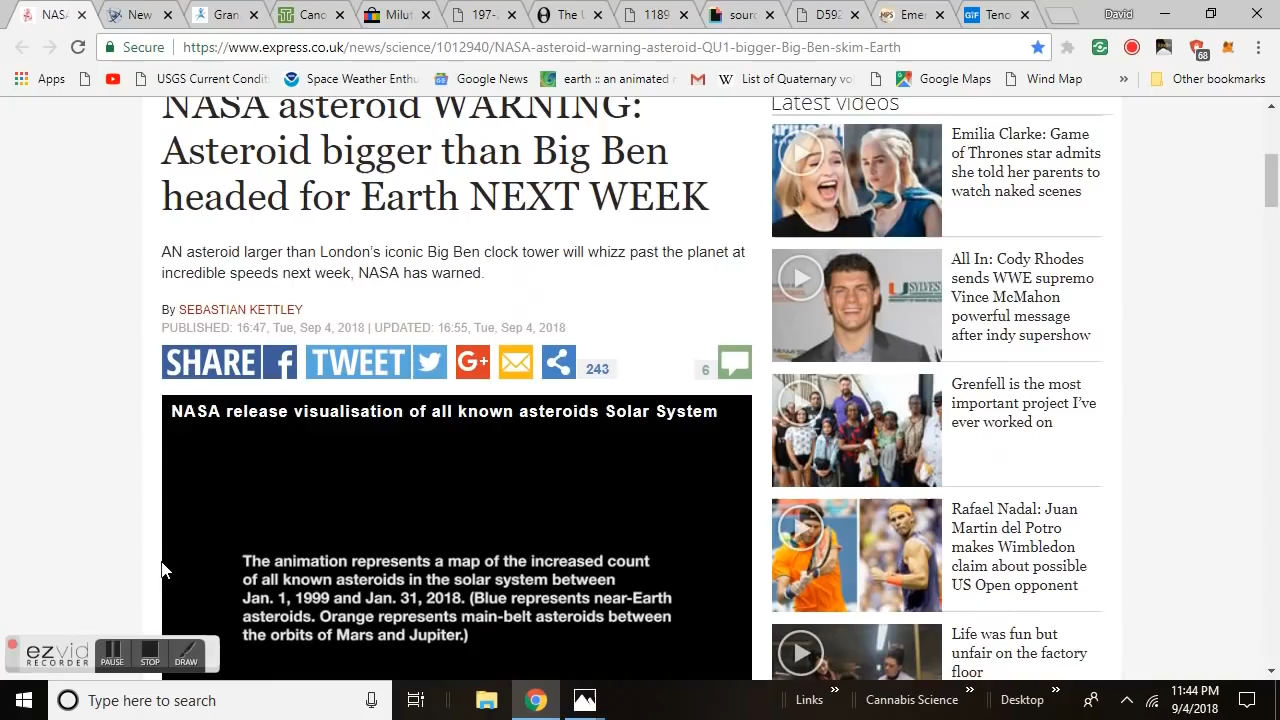 NASA
New
Gran
Cano
Milut
197-
The U
1189
sourc
D592
Eme
GIF
Teno
David
Secure
https://www.express.co.uk/news/science/1012940/NASA-asteroid-warning-asteroid-QU1-bigger-Big-Ben-skim-Earth
68
Apps
USGS Current Condit
Space Weather Enthu
Google News
earth :: an animated
List of Quaternary vo
Google Maps
Wind Map
»
Other bookmarks
NASA asteroid WARNING:
Asteroid bigger than Big Ben
headed for Earth NEXT WEEK
AN asteroid larger than London's iconic Big Ben clock tower will whizz past the planet at
incredible speeds next week, NASA has warned.
By SEBASTIAN KETTLEY
PUBLISHED: 16:47, Tue, Sep 4, 2018 | UPDATED: 16:55, Tue, Sep 4, 2018
SHARE f TWEET G+ 243 6
NASA release visualisation of all known asteroids Solar System
The animation represents a map of the increased count
of all known asteroids in the solar system between
Jan. 1, 1999 and Jan. 31, 2018. (Blue represents near-Earth
asteroids. Orange represents main-belt asteroids between
the orbits of Mars and Jupiter.)
Latest videos
Emilia Clarke: Game
of Thrones star admits
she told her parents to
watch naked scenes
All In: Cody Rhodes
sends WWE supremo
Vince McMahon
powerful message
after indy supershow
Grenfell is the most
important project I've
ever worked on
Rafael Nadal: Juan
Martin del Potro
makes Wimbledon
claim about possible
US Open opponent
Life was fun but
unfair on the factory
floor
ezvid
RECORDER
PAUSE
STOP
DRAW
Type here to search
Links »
Cannabis Science »
Desktop »
11:44 PM
9/4/2018